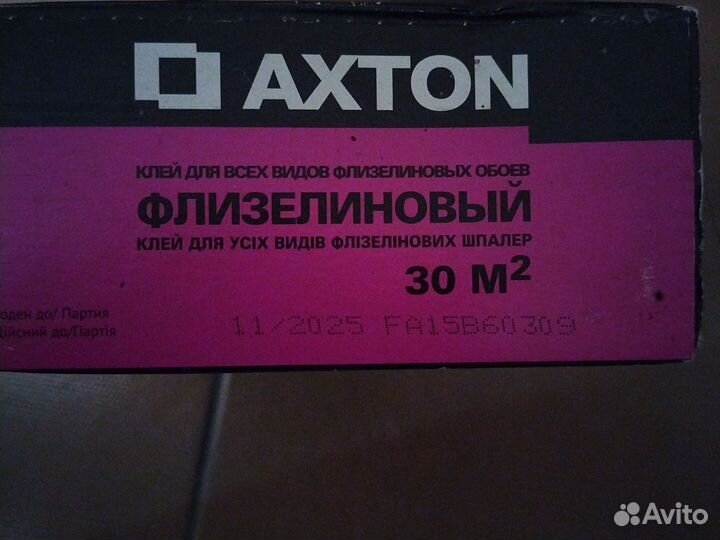 AXTON
КЛЕЙ ДЛЯ ВСЕХ ВИДОВ ФЛИЗЕЛИНОВЫХ ОБОЕВ
ФЛИЗЕЛИНОВЫЙ
КЛЕЙ ДЛЯ УСІХ ВИДІВ ФЛІЗЕЛІНОВИХ ШПАЛЕР
30 М²
оден до/ Партия
дійсний до/Партія
11/2025 FA15B60309
Avito